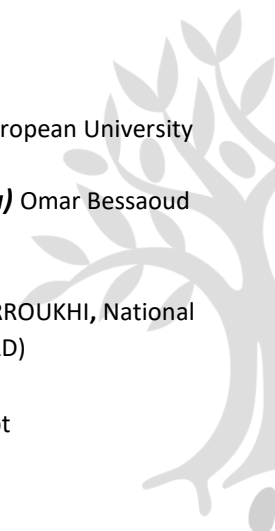 ropean University
) Omar Bessaoud
RROUKHI, National
D)